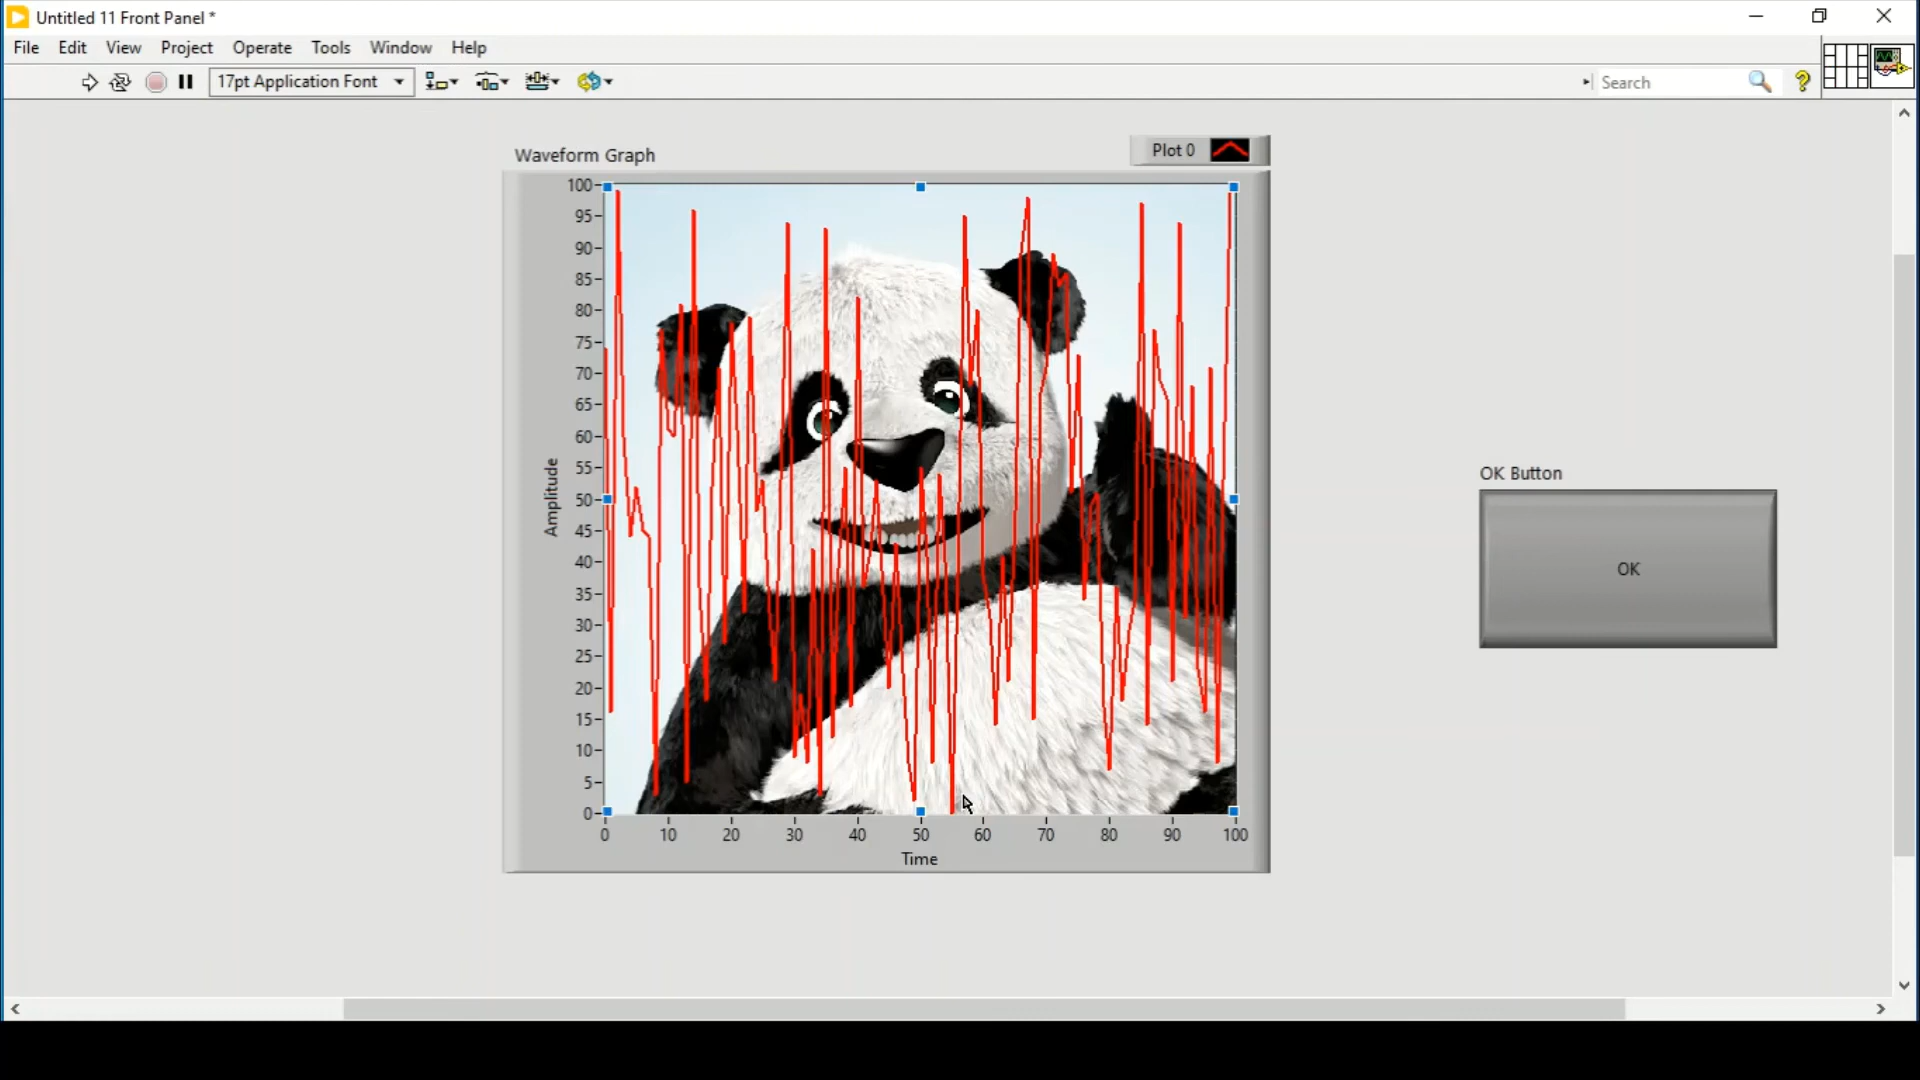 Untitled 11 Front Panel *
File Edit View Project Operate Tools Window Help
17pt Application Font
Search
?
Waveform Graph
Plot 0
100
95
90
85
80
75
70
65
60
55
50
45
40
35
30
25
20
15
10
5
0
Amplitude
0 10 20 30 40 50 60 70 80 90 100
Time
OK Button
OK